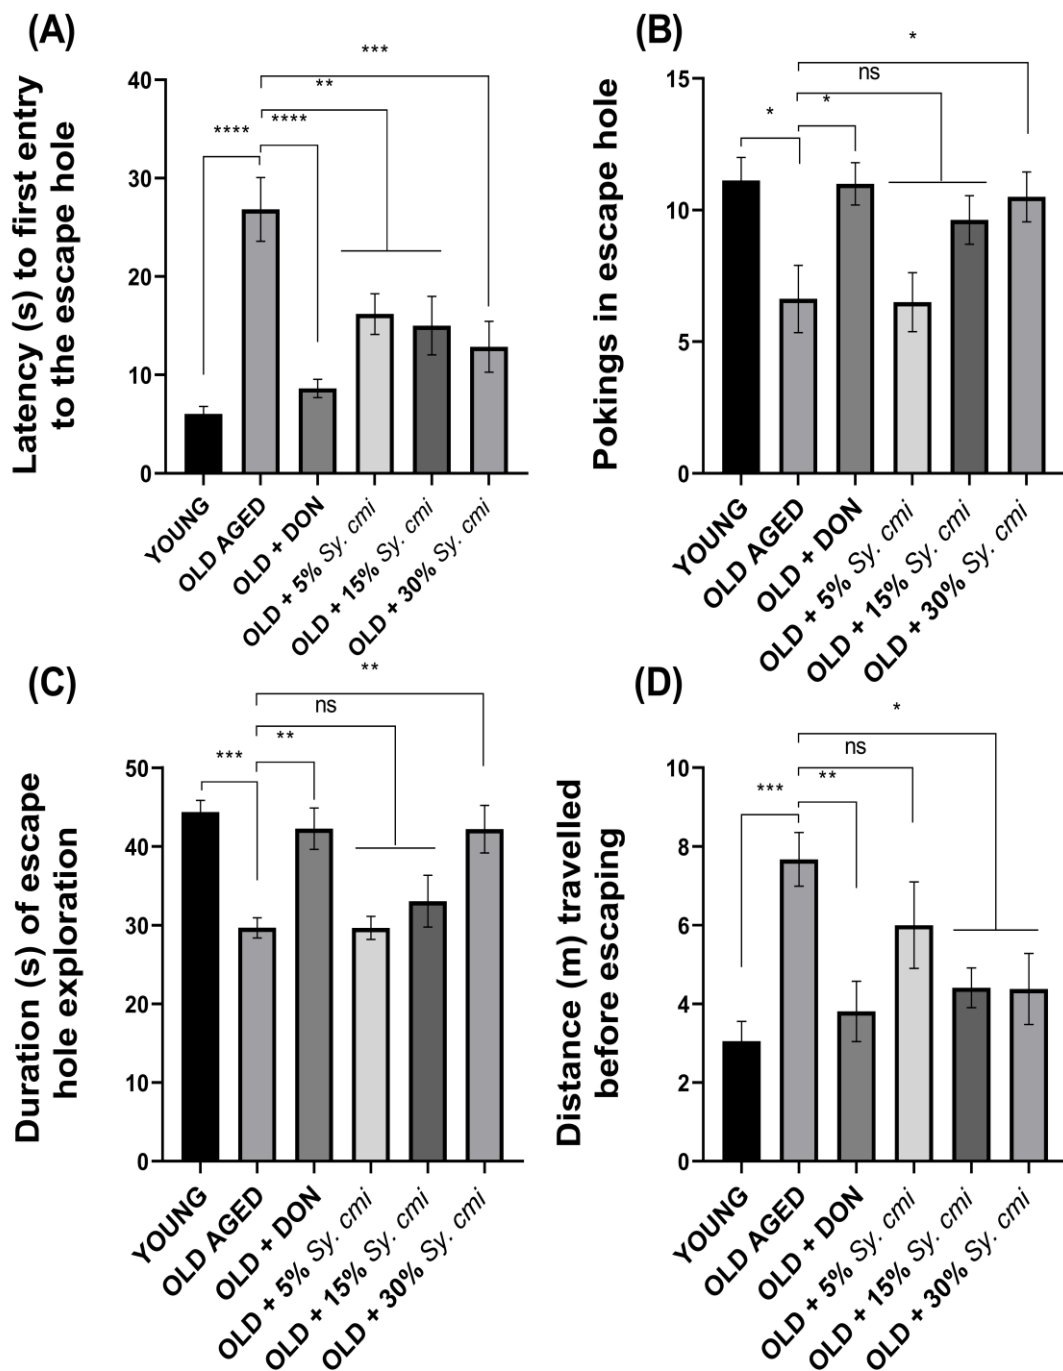 (A)
Latency (s) to first entry
to the escape hole
40
30
20
10
0
****
****
**
***
YOUNG
OLD AGED
OLD + DON
OLD + 5% Sy. cmi
OLD + 15% Sy. cmi
OLD + 30% Sy. cmi
(B)
Pokings in escape hole
15
10
5
0
*
*
ns
*
YOUNG
OLD AGED
OLD + DON
OLD + 5% Sy. cmi
OLD + 15% Sy. cmi
OLD + 30% Sy. cmi
(C)
Duration (s) of escape
hole exploration
50
40
30
20
10
0
***
**
ns
**
YOUNG
OLD AGED
OLD + DON
OLD + 5% Sy. cmi
OLD + 15% Sy. cmi
OLD + 30% Sy. cmi
(D)
Distance (m) travelled
before escaping
10
8
6
4
2
0
***
**
ns
*
YOUNG
OLD AGED
OLD + DON
OLD + 5% Sy. cmi
OLD + 15% Sy. cmi
OLD + 30% Sy. cmi